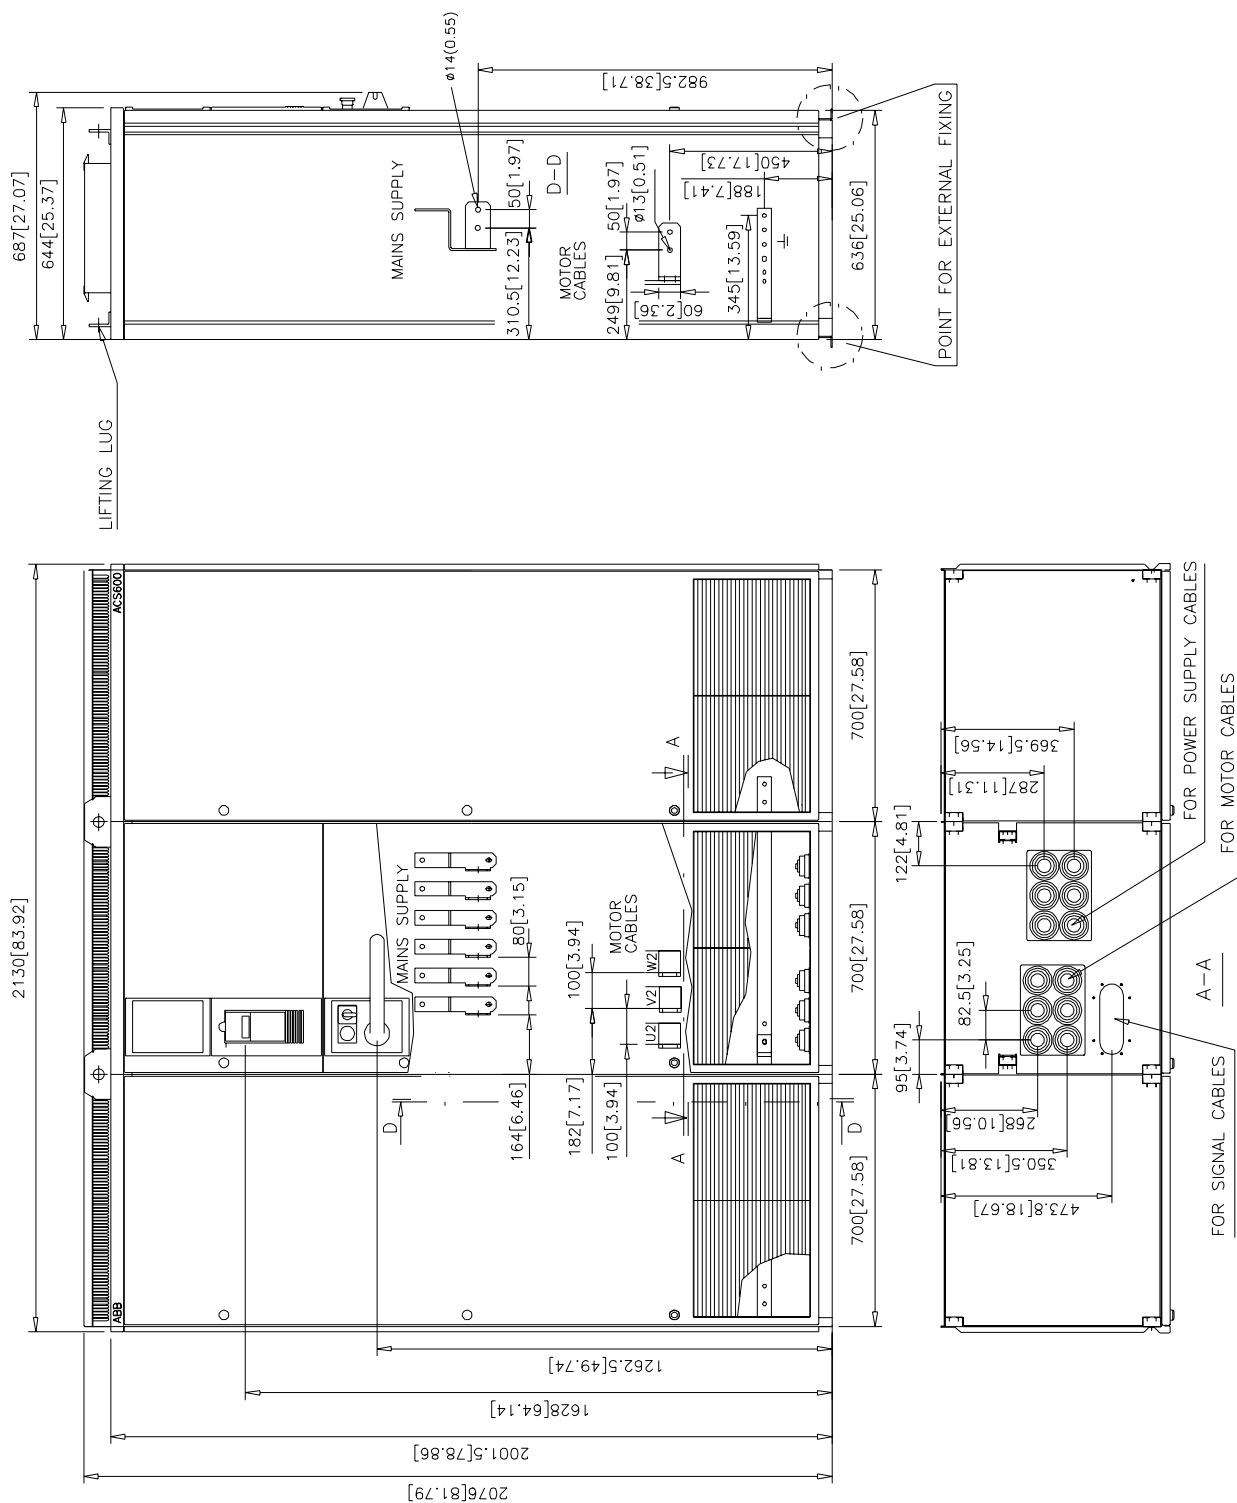 687[27.07]
644[25.37]
LIFTING LUG
MAINS SUPPLY
ø14(0.55)
982.5[38.71]
50[1.97]
310.5[12.23]
D-D
MOTOR
CABLES
50[1.97]
249[9.81]
ø13[0.51]
60[2.36]
450[17.73]
188[7.41]
345[13.59]
636[25.06]
POINT FOR EXTERNAL FIXING
2130[83.92]
ABB
ACS600
MAINS SUPPLY
80[3.15]
164[6.46]
100[3.94]
182[7.17]
100[3.94]
MOTOR
CABLES
U2
V2
W2
A
A
D
D
700[27.58]
700[27.58]
700[27.58]
1262.5[49.74]
1628[64.14]
2001.5[78.86]
2076[81.79]
369.5[14.56]
287[11.31]
122[4.81]
82.5[3.25]
95[3.74]
268[10.56]
350.5[13.81]
473.8[18.67]
A-A
FOR POWER SUPPLY CABLES
FOR MOTOR CABLES
FOR SIGNAL CABLES